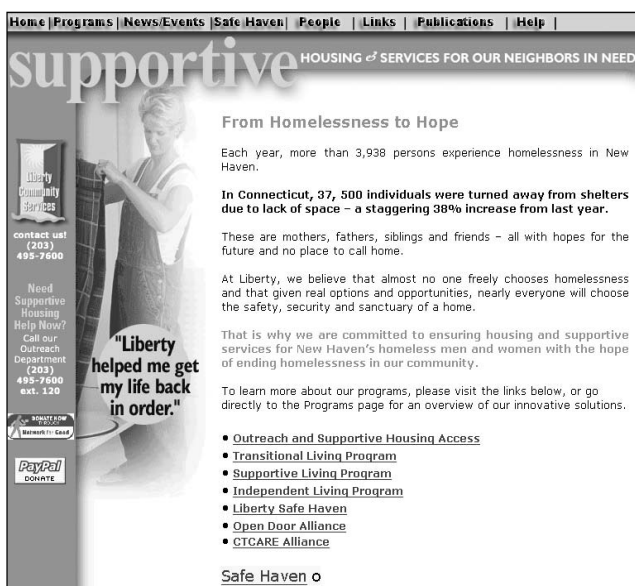 Home | Programs | News/Events | Safe Haven | People | Links | Publications | Help |
supportive HOUSING & SERVICES FOR OUR NEIGHBORS IN NEED
Liberty
Community
Services
contact us!
(203)
495-7600
Need
Supportive
Housing
Help Now?
Call our
Outreach
Department
(203)
495-7600
ext. 120
DONATE NOW
THROUGH
Network for Good
PayPal
DONATE
"Liberty
helped me get
my life back
in order."
From Homelessness to Hope
Each year, more than 3,938 persons experience homelessness in New
Haven.
In Connecticut, 37, 500 individuals were turned away from shelters
due to lack of space – a staggering 38% increase from last year.
These are mothers, fathers, siblings and friends – all with hopes for the
future and no place to call home.
At Liberty, we believe that almost no one freely chooses homelessness
and that given real options and opportunities, nearly everyone will choose
the safety, security and sanctuary of a home.
That is why we are committed to ensuring housing and supportive
services for New Haven's homeless men and women with the hope
of ending homelessness in our community.
To learn more about our programs, please visit the links below, or go
directly to the Programs page for an overview of our innovative solutions.
• Outreach and Supportive Housing Access
• Transitional Living Program
• Supportive Living Program
• Independent Living Program
• Liberty Safe Haven
• Open Door Alliance
• CTCARE Alliance
Safe Haven o